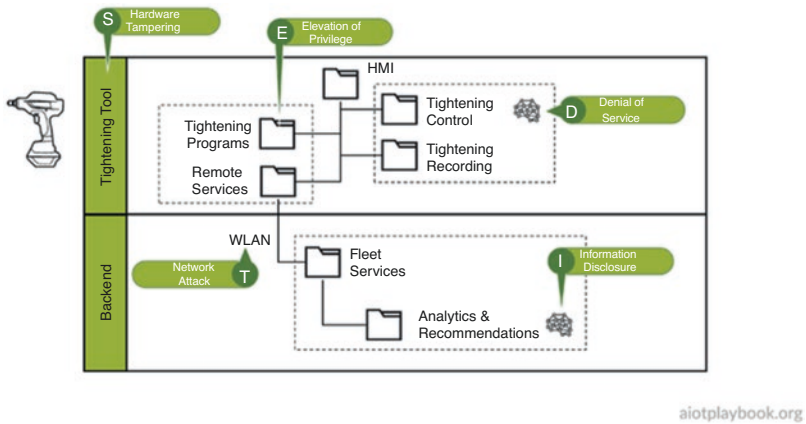 S
Hardware
Tampering
E
Elevation of
Privilege
HMI
Tightening Tool
Tightening
Programs
Remote
Services
Tightening
Control
Tightening
Recording
D
Denial of
Service
Backend
WLAN
Network
Attack
T
Fleet
Services
Analytics &
Recommendations
I
Information
Disclosure
aiotplaybook.org